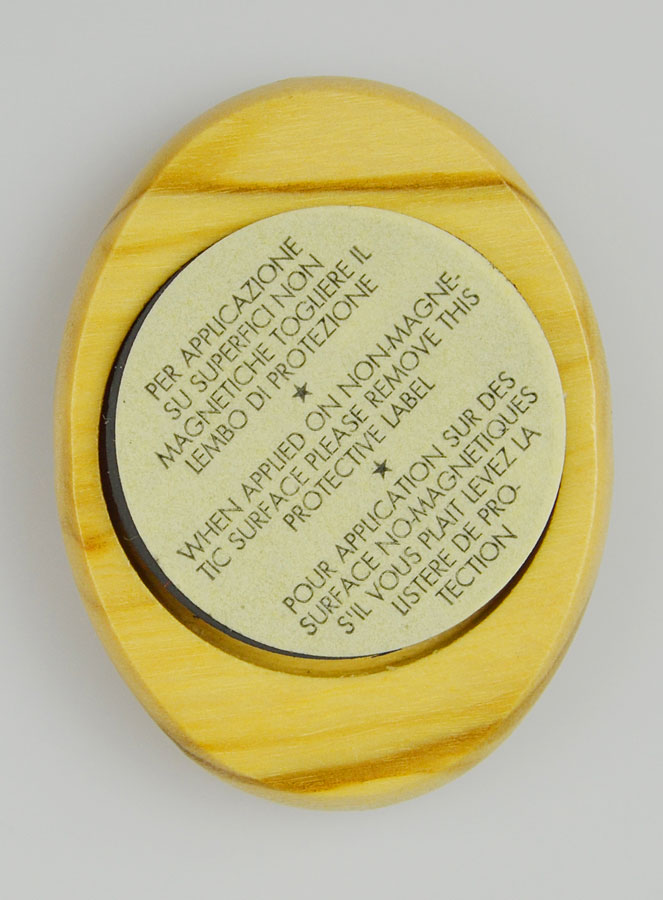 PER APPLICAZIONE
SU SUPERFICI NON
MAGNETICHE TOGLIERE IL
LEMBO DI PROTEZIONE
★
WHEN APPLIED ON NON-MAGNE-
TIC SURFACE PLEASE REMOVE THIS
PROTECTIVE LABEL
★
POUR APPLICATION SUR DES
SURFACE NO-MAGNETIQUES
S'IL VOUS PLAIT LEVEZ LA
LISTERE DE PRO-
TECTION